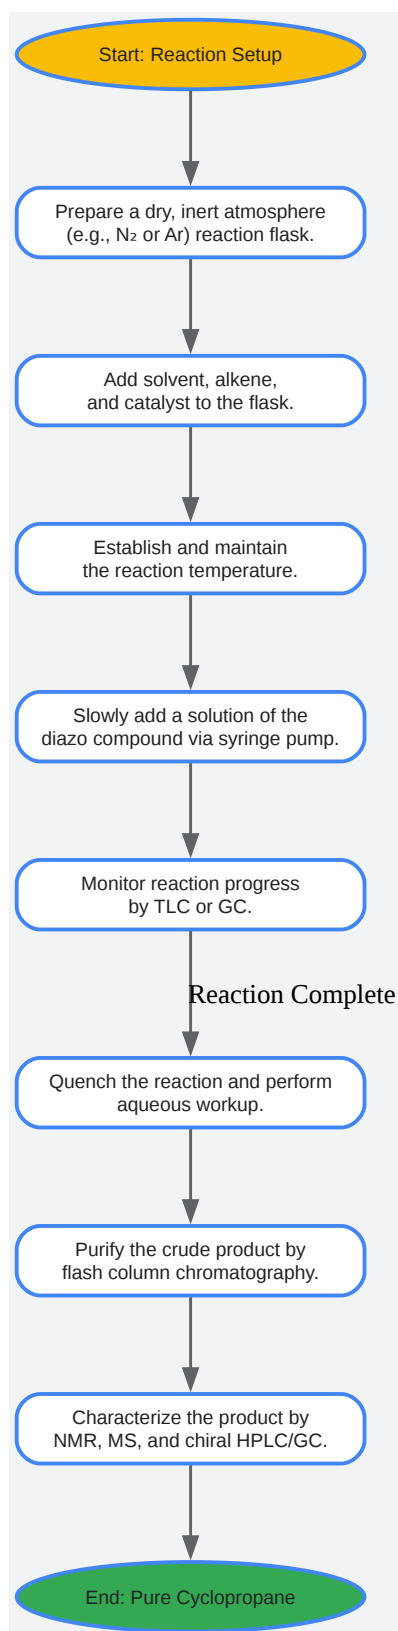 Start: Reaction Setup
Prepare a dry, inert atmosphere
(e.g., N₂ or Ar) reaction flask.
Add solvent, alkene,
and catalyst to the flask.
Establish and maintain
the reaction temperature.
Slowly add a solution of the
diazo compound via syringe pump.
Monitor reaction progress
by TLC or GC.
Reaction Complete
Quench the reaction and perform
aqueous workup.
Purify the crude product by
flash column chromatography.
Characterize the product by
NMR, MS, and chiral HPLC/GC.
End: Pure Cyclopropane